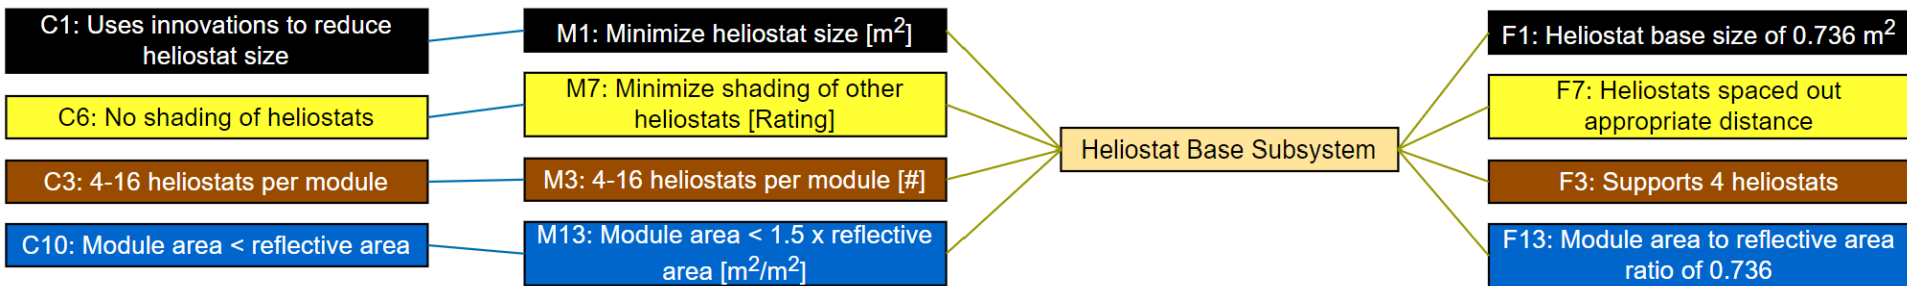 C1: Uses innovations to reduce
heliostat size
C6: No shading of heliostats
C3: 4-16 heliostats per module
C10: Module area < reflective area
M1: Minimize heliostat size [m²]
M7: Minimize shading of other
heliostats [Rating]
M3: 4-16 heliostats per module [#]
M13: Module area < 1.5 x reflective
area [m²/m²]
Heliostat Base Subsystem
F1: Heliostat base size of 0.736 m²
F7: Heliostats spaced out
appropriate distance
F3: Supports 4 heliostats
F13: Module area to reflective area
ratio of 0.736